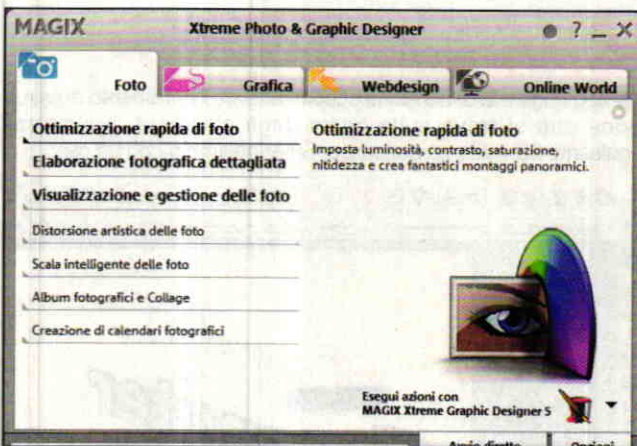 MAGIX Xtreme Photo & Graphic Designer ? _ X
Foto Grafica Webdesign Online World
Ottimizzazione rapida di foto
Elaborazione fotografica dettagliata
Visualizzazione e gestione delle foto
Distorsione artistica delle foto
Scala intelligente delle foto
Album fotografici e Collage
Creazione di calendari fotografici
Ottimizzazione rapida di foto
Imposta luminosità, contrasto, saturazione,
nitidezza e crea fantastici montaggi panoramici.
Esegui azioni con
MAGIX Xtreme Graphic Designer 5
Avvio diretto Opzioni